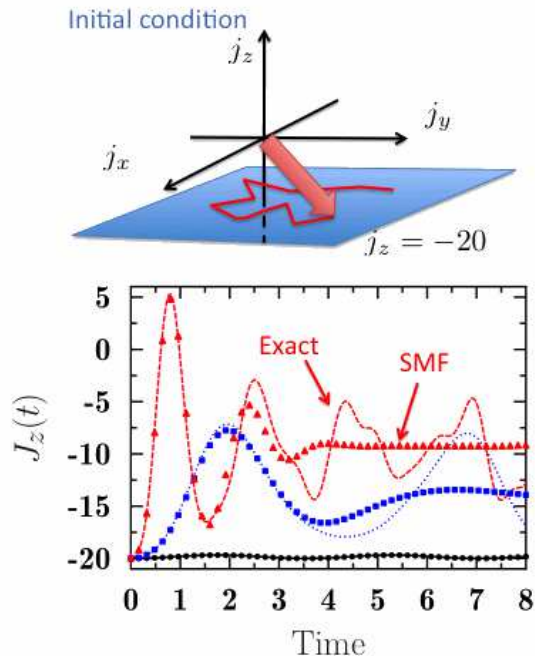 Initial condition
j_z
j_y
j_x
j_z = −20
5
0
-5
-10
-15
-20
J_z(t)
Exact
SMF
0 1 2 3 4 5 6 7 8
Time